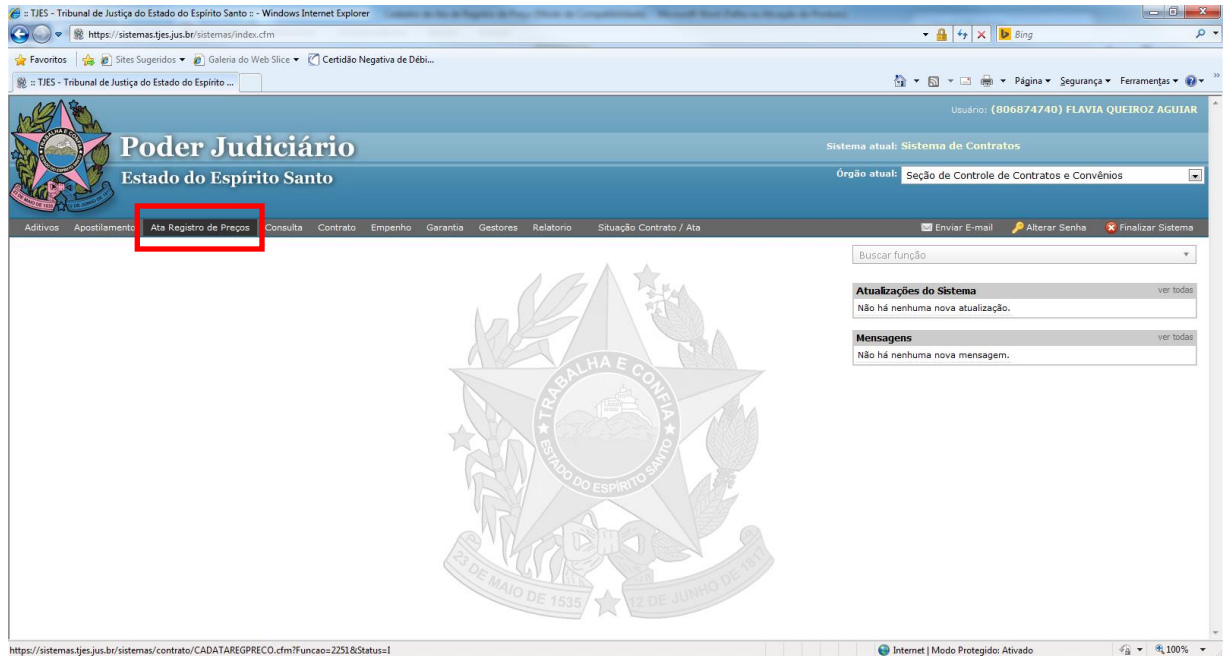 :: TJES - Tribunal de Justiça do Estado do Espírito Santo :: - Windows Internet Explorer
https://sistemas.tjes.jus.br/sistemas/index.cfm
Bing
Favoritos Sites Sugeridos Galeria do Web Slice Certidão Negativa de Débi...
:: TJES - Tribunal de Justiça do Estado do Espírito ...
Página Segurança Ferramentas
Usuário: (806874740) FLAVIA QUEIROZ AGUIAR
Poder Judiciário
Sistema atual: Sistema de Contratos
Estado do Espírito Santo
Órgão atual: Seção de Controle de Contratos e Convênios
Aditivos Apostilamento Ata Registro de Preços Consulta Contrato Empenho Garantia Gestores Relatorio Situação Contrato / Ata Enviar E-mail Alterar Senha Finalizar Sistema
Buscar função
Atualizações do Sistema ver todas
Não há nenhuma nova atualização.
Mensagens ver todas
Não há nenhuma nova mensagem.
TRABALHA E CONFIA
ESTADO DO ESPIRITO SANTO
23 DE MAIO DE 1535
12 DE JUNHO DE 1817
https://sistemas.tjes.jus.br/sistemas/contrato/CADATAREGPRECO.cfm?Funcao=2251&Status=I
Internet | Modo Protegido: Ativado
100%